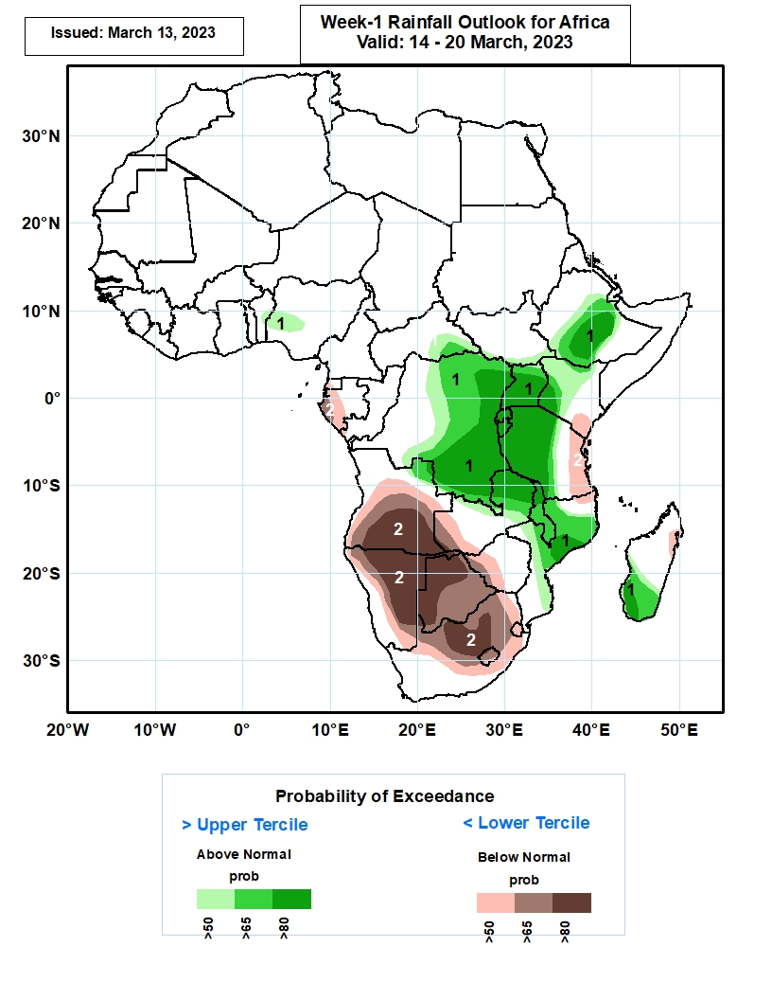 Issued: March 13, 2023
Week-1 Rainfall Outlook for Africa
Valid: 14 - 20 March, 2023
30°N
20°N
10°N
0°
10°S
20°S
30°S
1
1
1
1
2
1
2
2
1
2
1
2
20°W
10°W
0°
10°E
20°E
30°E
40°E
50°E
Probability of Exceedance
> Upper Tercile
< Lower Tercile
Above Normal
Below Normal
prob
prob
>50
>65
>80
>50
>65
>80